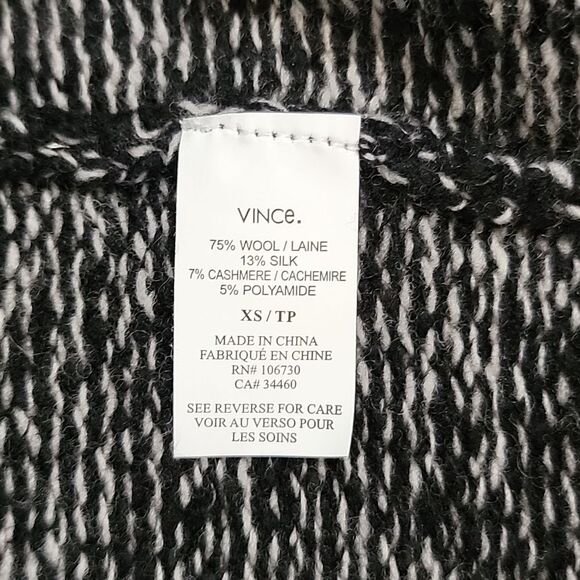 VINCe.
75% WOOL / LAINE
13% SILK
7% CASHMERE / CACHEMIRE
5% POLYAMIDE
XS / TP
MADE IN CHINA
FABRIQUÉ EN CHINE
RN# 106730
CA# 34460
SEE REVERSE FOR CARE
VOIR AU VERSO POUR
LES SOINS